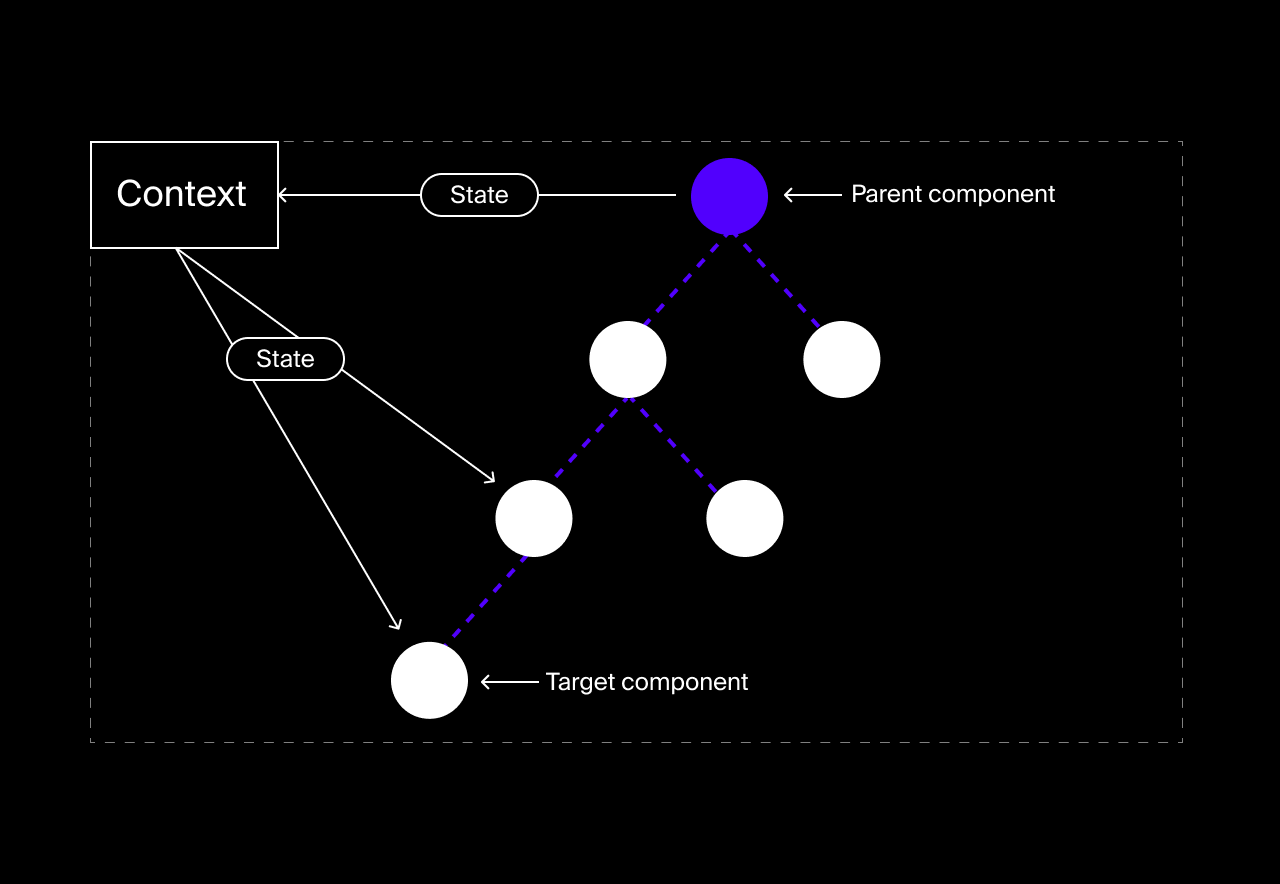 Context
State
Parent component
State
Target component